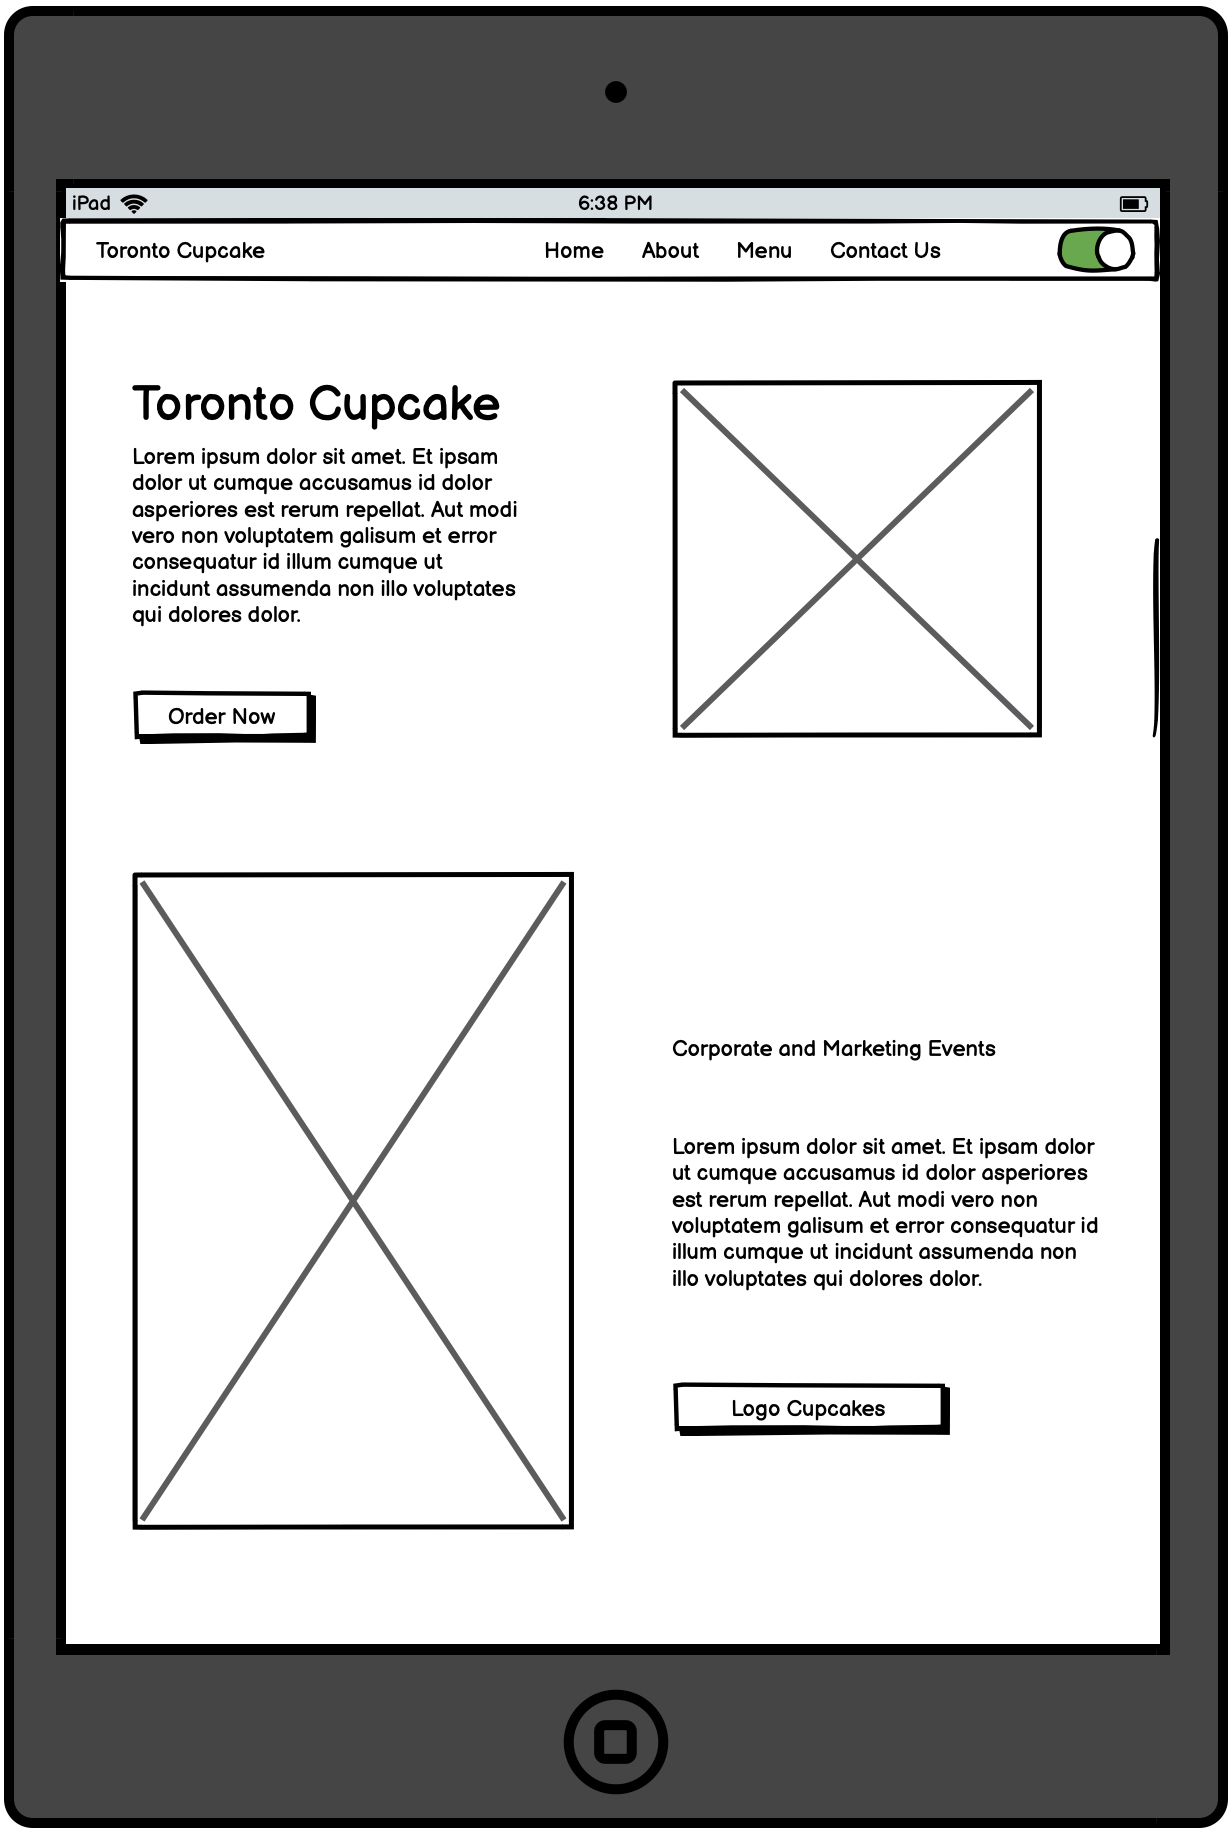 iPad
6:38 PM
Toronto Cupcake
Home
About
Menu
Contact Us
Toronto Cupcake
Lorem ipsum dolor sit amet. Et ipsam
dolor ut cumque accusamus id dolor
asperiores est rerum repellat. Aut modi
vero non voluptatem galisum et error
consequatur id illum cumque ut
incidunt assumenda non illo voluptates
qui dolores dolor.
Order Now
Corporate and Marketing Events
Lorem ipsum dolor sit amet. Et ipsam dolor
ut cumque accusamus id dolor asperiores
est rerum repellat. Aut modi vero non
voluptatem galisum et error consequatur id
illum cumque ut incidunt assumenda non
illo voluptates qui dolores dolor.
Logo Cupcakes